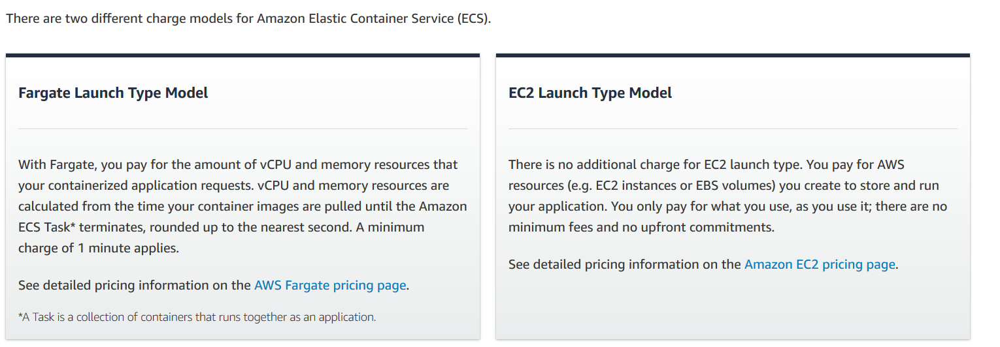 There are two different charge models for Amazon Elastic Container Service (ECS).
Fargate Launch Type Model
With Fargate, you pay for the amount of vCPU and memory resources that
your containerized application requests. vCPU and memory resources are
calculated from the time your container images are pulled until the Amazon
ECS Task* terminates, rounded up to the nearest second. A minimum
charge of 1 minute applies.
See detailed pricing information on the AWS Fargate pricing page.
*A Task is a collection of containers that runs together as an application.
EC2 Launch Type Model
There is no additional charge for EC2 launch type. You pay for AWS
resources (e.g. EC2 instances or EBS volumes) you create to store and run
your application. You only pay for what you use, as you use it; there are no
minimum fees and no upfront commitments.
See detailed pricing information on the Amazon EC2 pricing page.